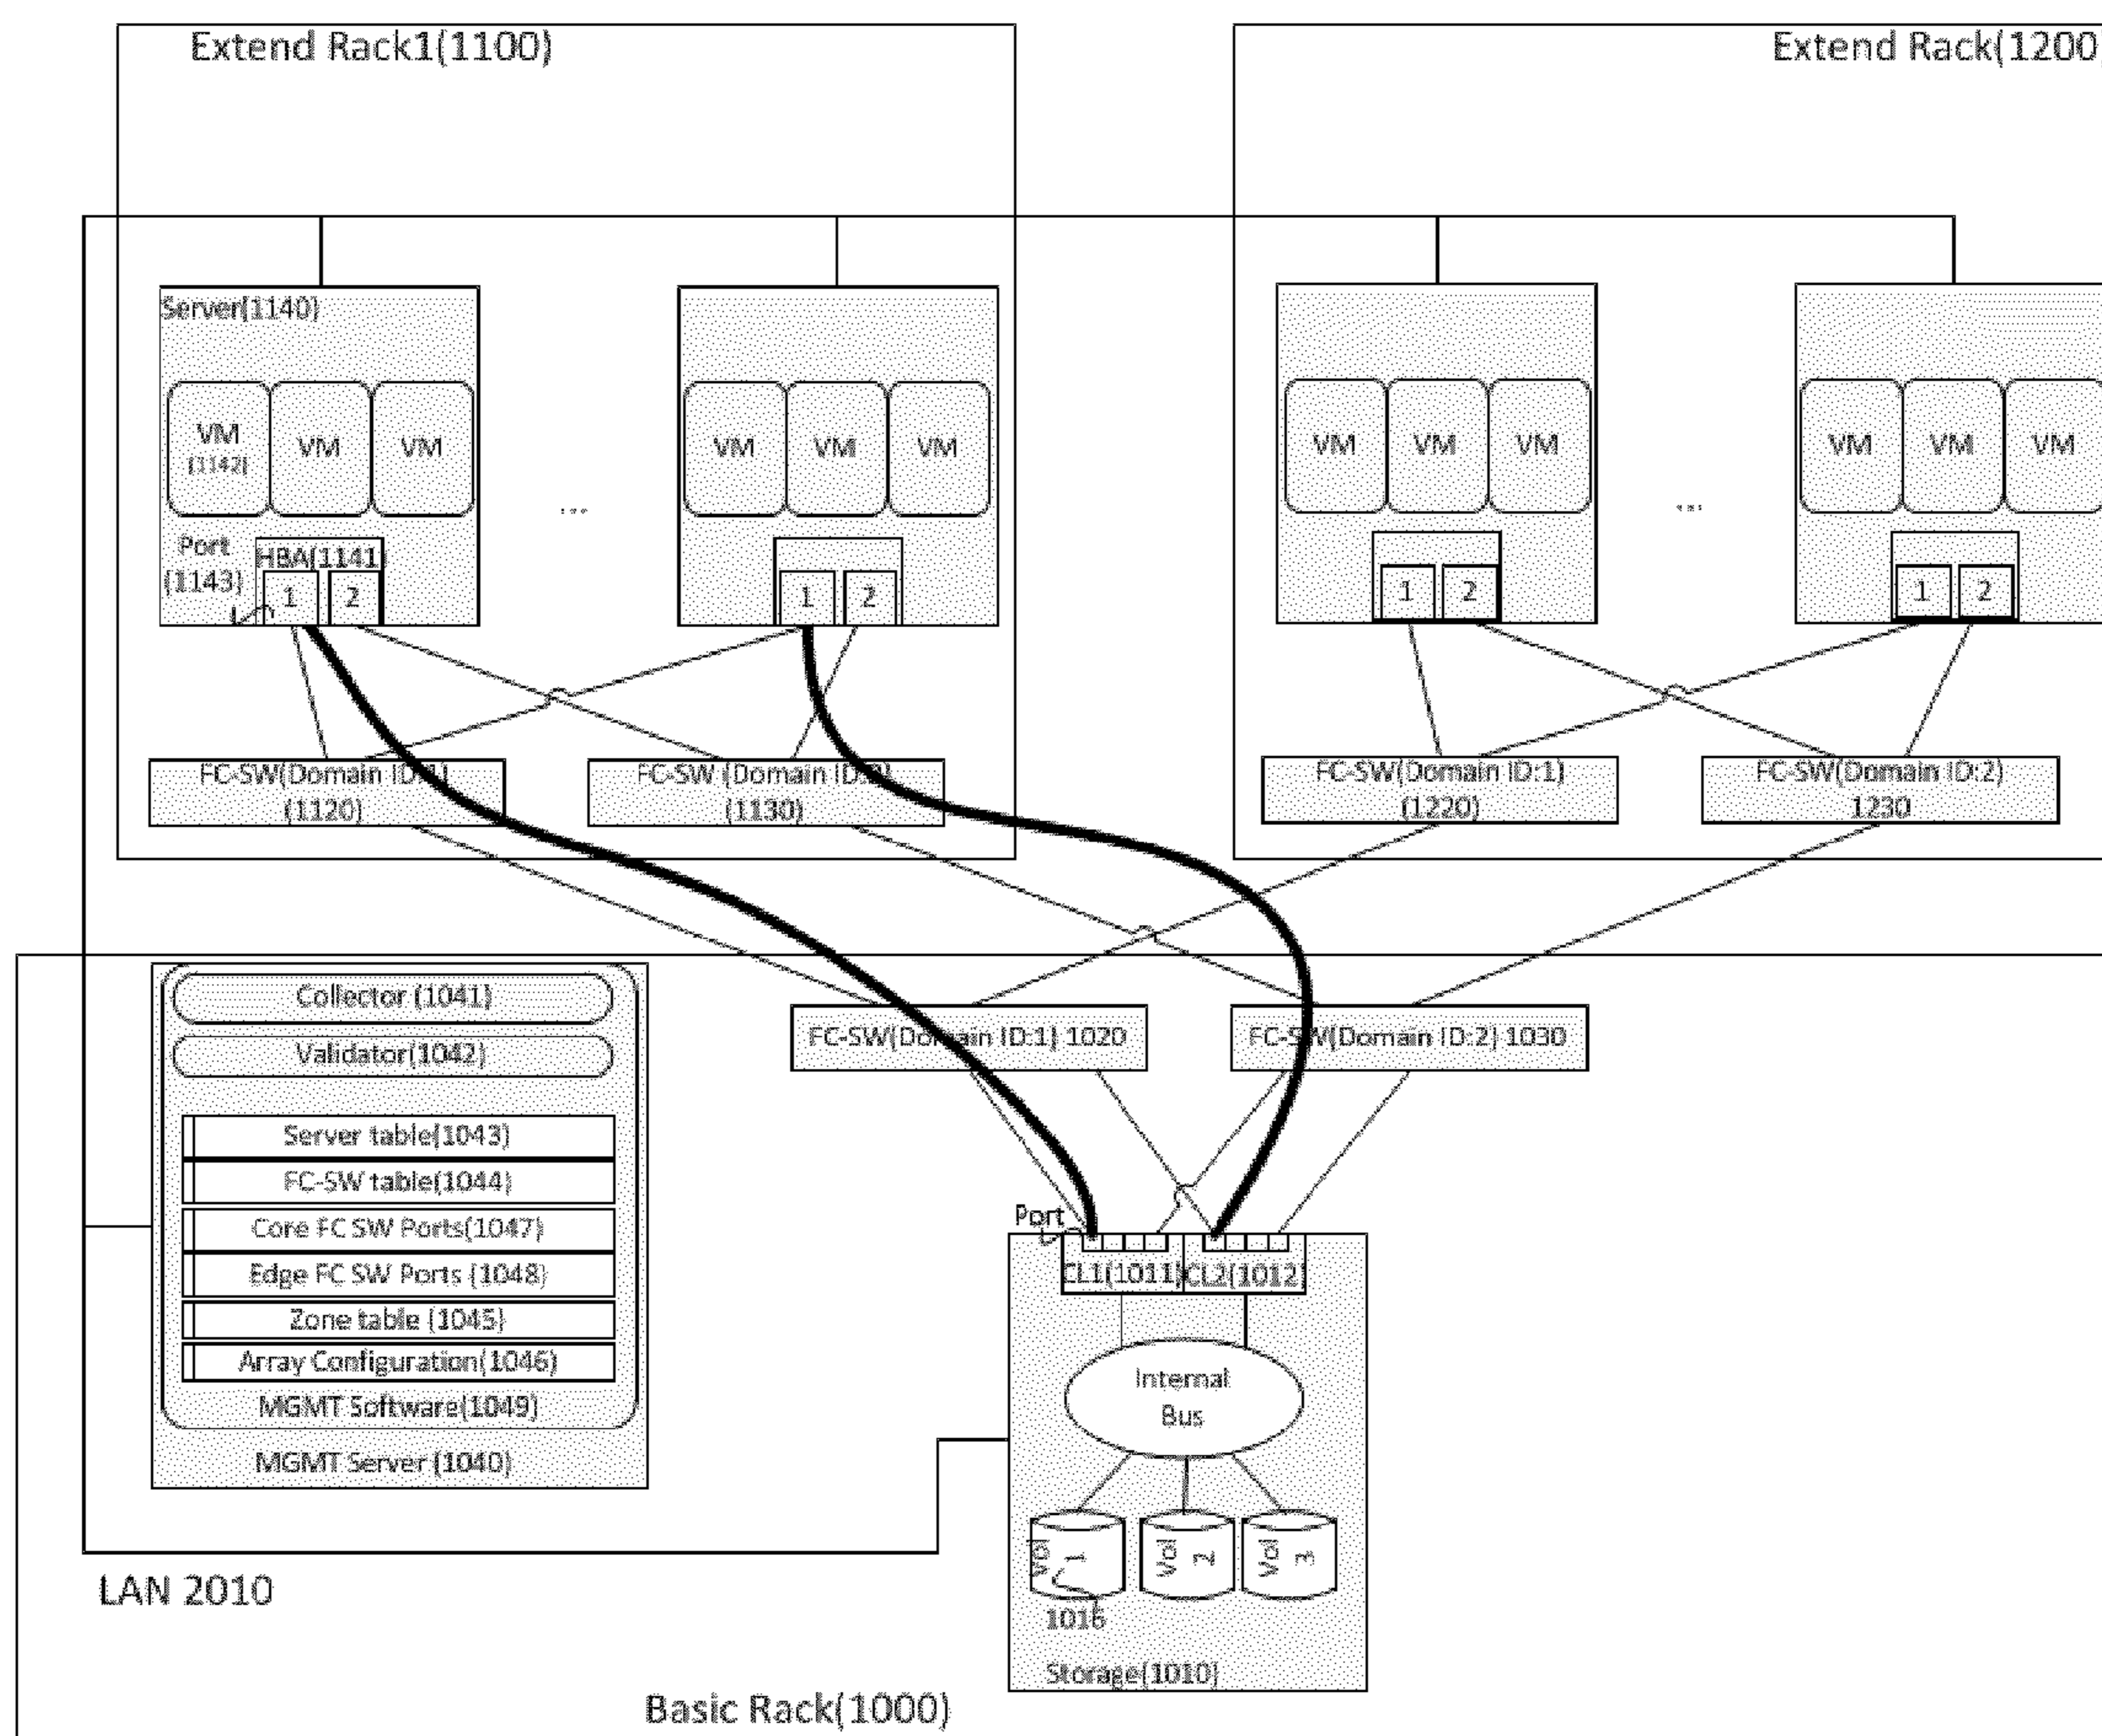 Extend Rack1(1100)
Extend Rack(1200)
Server(1140)
VM
(1142)
VM
VM
VM
VM
VM
VM
VM
VM
VM
VM
VM
...
...
Port
(1143)
HBA(1141)
1
2
1
2
1
2
1
2
FC-SW(Domain ID:1)
(1120)
FC-SW (Domain ID:2)
(1130)
FC-SW(Domain ID:1)
(1220)
FC-SW(Domain ID:2)
1230
Collector (1041)
Validator(1042)
Server table(1043)
FC-SW table(1044)
Core FC SW Ports(1047)
Edge FC SW Ports (1048)
Zone table (1045)
Array Configuration(1046)
MGMT Software(1049)
MGMT Server (1040)
FC-SW(Domain ID:1) 1020
FC-SW(Domain ID:2) 1030
Port
CL1(1011)
CL2(1012)
Internal
Bus
Vol
1
Vol
2
Vol
3
1016
Storage(1010)
LAN 2010
Basic Rack(1000)